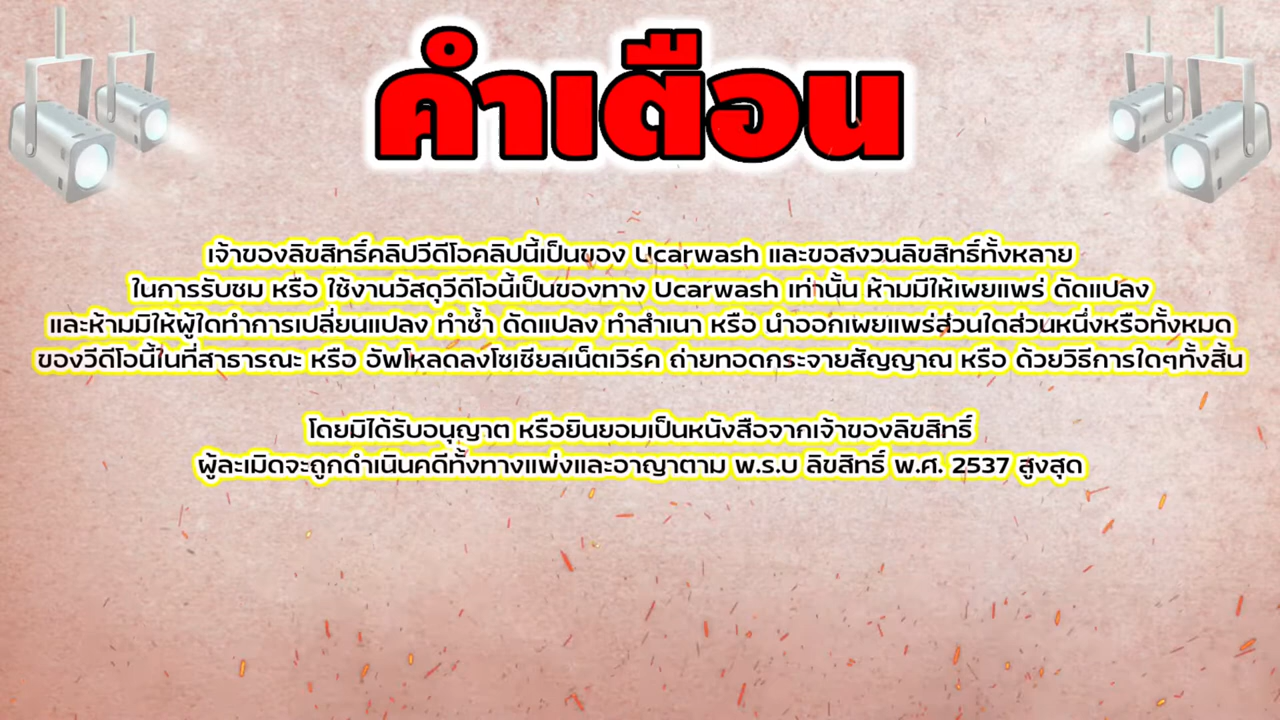 คำเตือน
เจ้าของลิขสิทธิ์คลิปวีดีโอคลิปนี้เป็นของ Ucarwash และขอสงวนลิขสิทธิ์ทั้งหลาย
ในการรับชม หรือ ใช้งานวัสดุวีดีโอนี้เป็นของทาง Ucarwash เท่านั้น ห้ามมีให้เผยแพร่ ดัดแปลง
และห้ามมิให้ผู้ใดทำการเปลี่ยนแปลง ทำซ้ำ ดัดแปลง ทำสำเนา หรือ นำออกเผยแพร่ส่วนใดส่วนหนึ่งหรือทั้งหมด
ของวีดีโอนี้ในที่สาธารณะ หรือ อัพโหลดลงโซเชียลเน็ตเวิร์ค ถ่ายทอดกระจายสัญญาณ หรือ ด้วยวิธีการใดๆทั้งสิ้น
โดยมิได้รับอนุญาต หรือยินยอมเป็นหนังสือจากเจ้าของลิขสิทธิ์
ผู้ละเมิดจะถูกดำเนินคดีทั้งทางแพ่งและอาญาตาม พ.ร.บ ลิขสิทธิ์ พ.ศ. 2537 สูงสุด